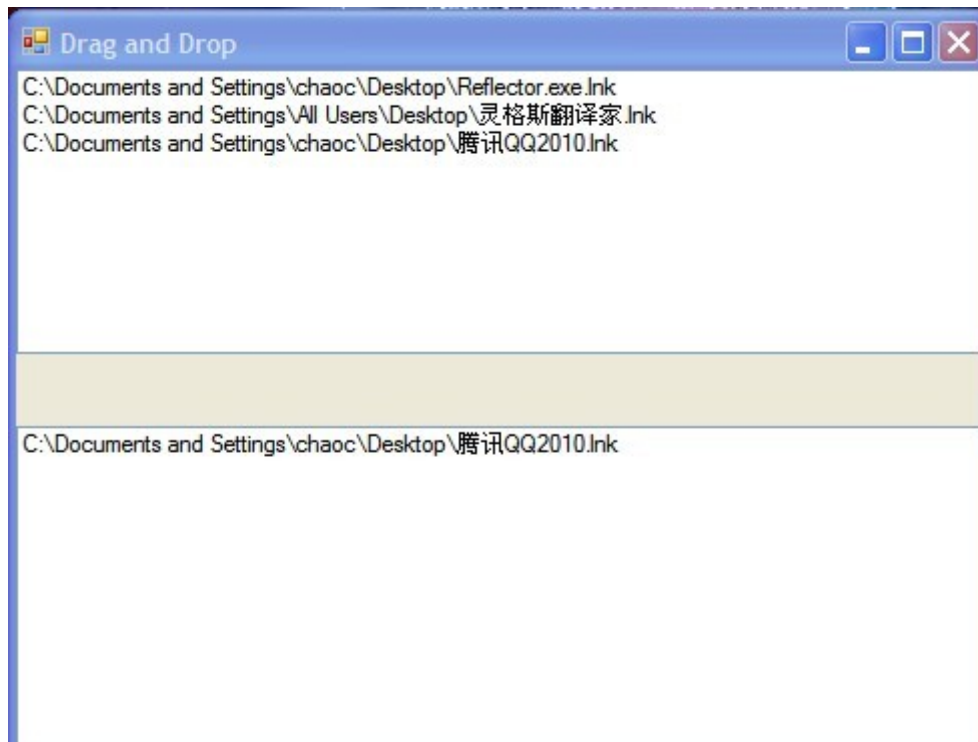 Drag and Drop
C:\Documents and Settings\chaoc\Desktop\Reflector.exe.lnk
C:\Documents and Settings\All Users\Desktop\灵格斯翻译家.lnk
C:\Documents and Settings\chaoc\Desktop\腾讯QQ2010.lnk
C:\Documents and Settings\chaoc\Desktop\腾讯QQ2010.lnk